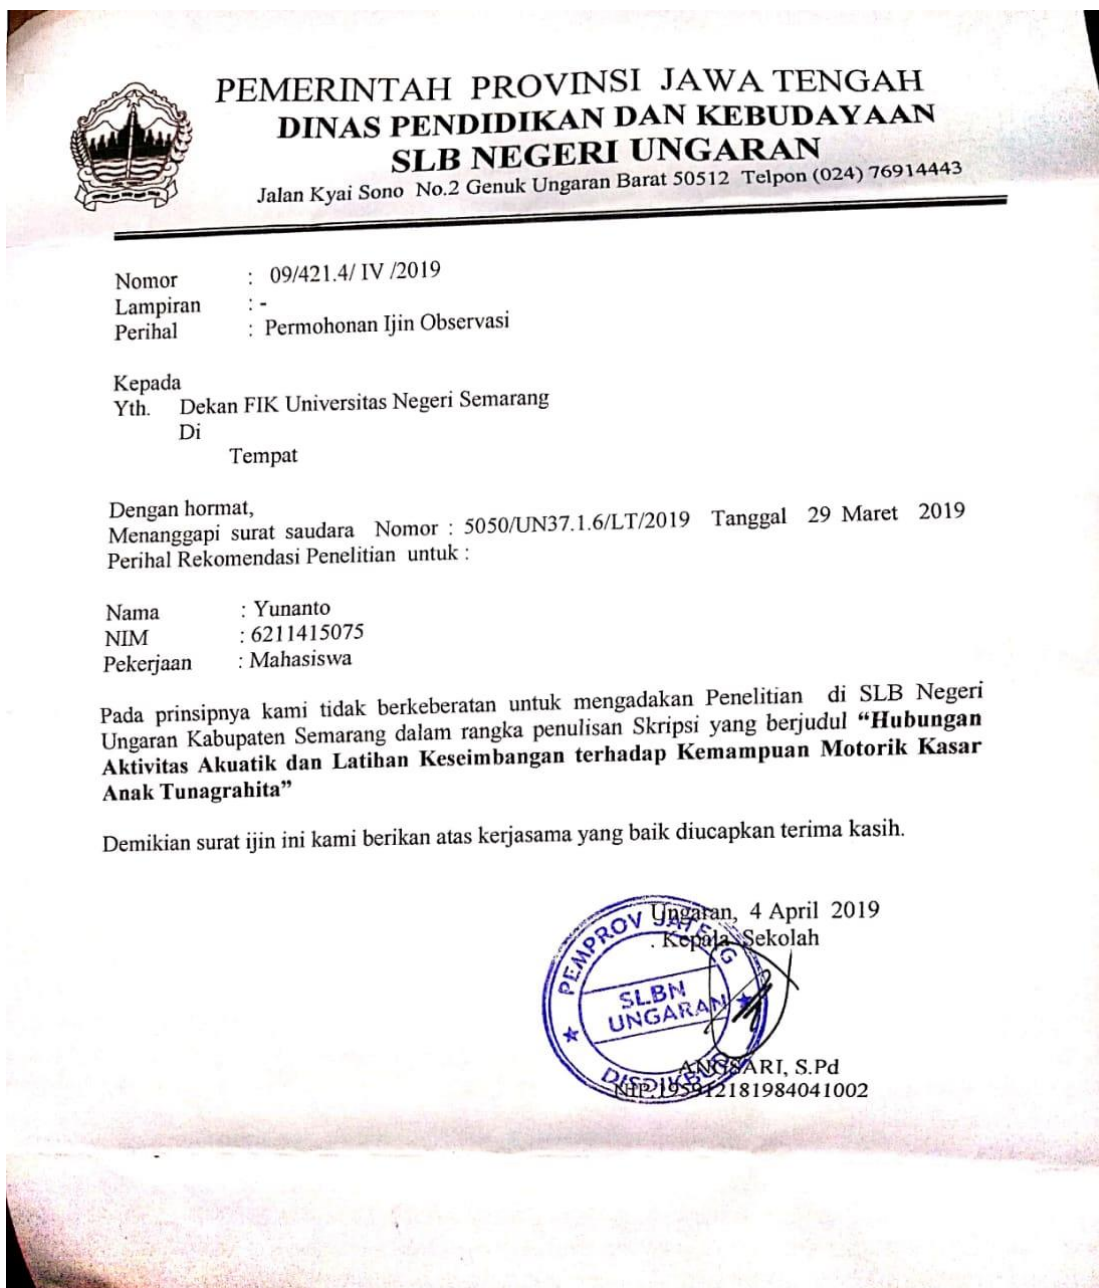 PEMERINTAH PROVINSI JAWA TENGAH
DINAS PENDIDIKAN DAN KEBUDAYAAN
SLB NEGERI UNGARAN
Jalan Kyai Sono No.2 Genuk Ungaran Barat 50512 Telpon (024) 76914443
Nomor : 09/421.4/ IV /2019
Lampiran : -
Perihal : Permohonan Ijin Observasi
Kepada
Yth. Dekan FIK Universitas Negeri Semarang
Di
Tempat
Dengan hormat,
Menanggapi surat saudara Nomor : 5050/UN37.1.6/LT/2019 Tanggal 29 Maret 2019
Perihal Rekomendasi Penelitian untuk :
Nama : Yunanto
NIM : 6211415075
Pekerjaan : Mahasiswa
Pada prinsipnya kami tidak berkeberatan untuk mengadakan Penelitian di SLB Negeri
Ungaran Kabupaten Semarang dalam rangka penulisan Skripsi yang berjudul “Hubungan
Aktivitas Akuatik dan Latihan Keseimbangan terhadap Kemampuan Motorik Kasar
Anak Tunagrahita”
Demikian surat ijin ini kami berikan atas kerjasama yang baik diucapkan terima kasih.
Ungaran, 4 April 2019
. Kepala Sekolah
PEMPROV JATENG
SLBN
UNGARAN
DISDIKBUD
ANGSARI, S.Pd
NIP.195912181984041002